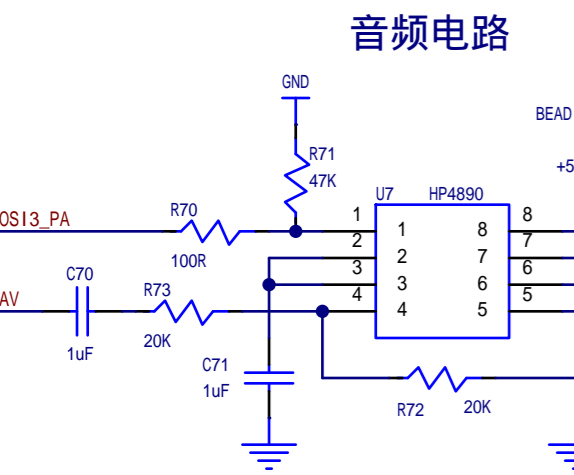 音频电路
GND
BEAD
R71
47K
+5
U7
HP4890
R70
OSI3_PA
100R
1
2
3
4
1
2
3
4
8
7
6
5
8
7
6
5
C70
R73
AV
1uF
20K
C71
1uF
R72
20K